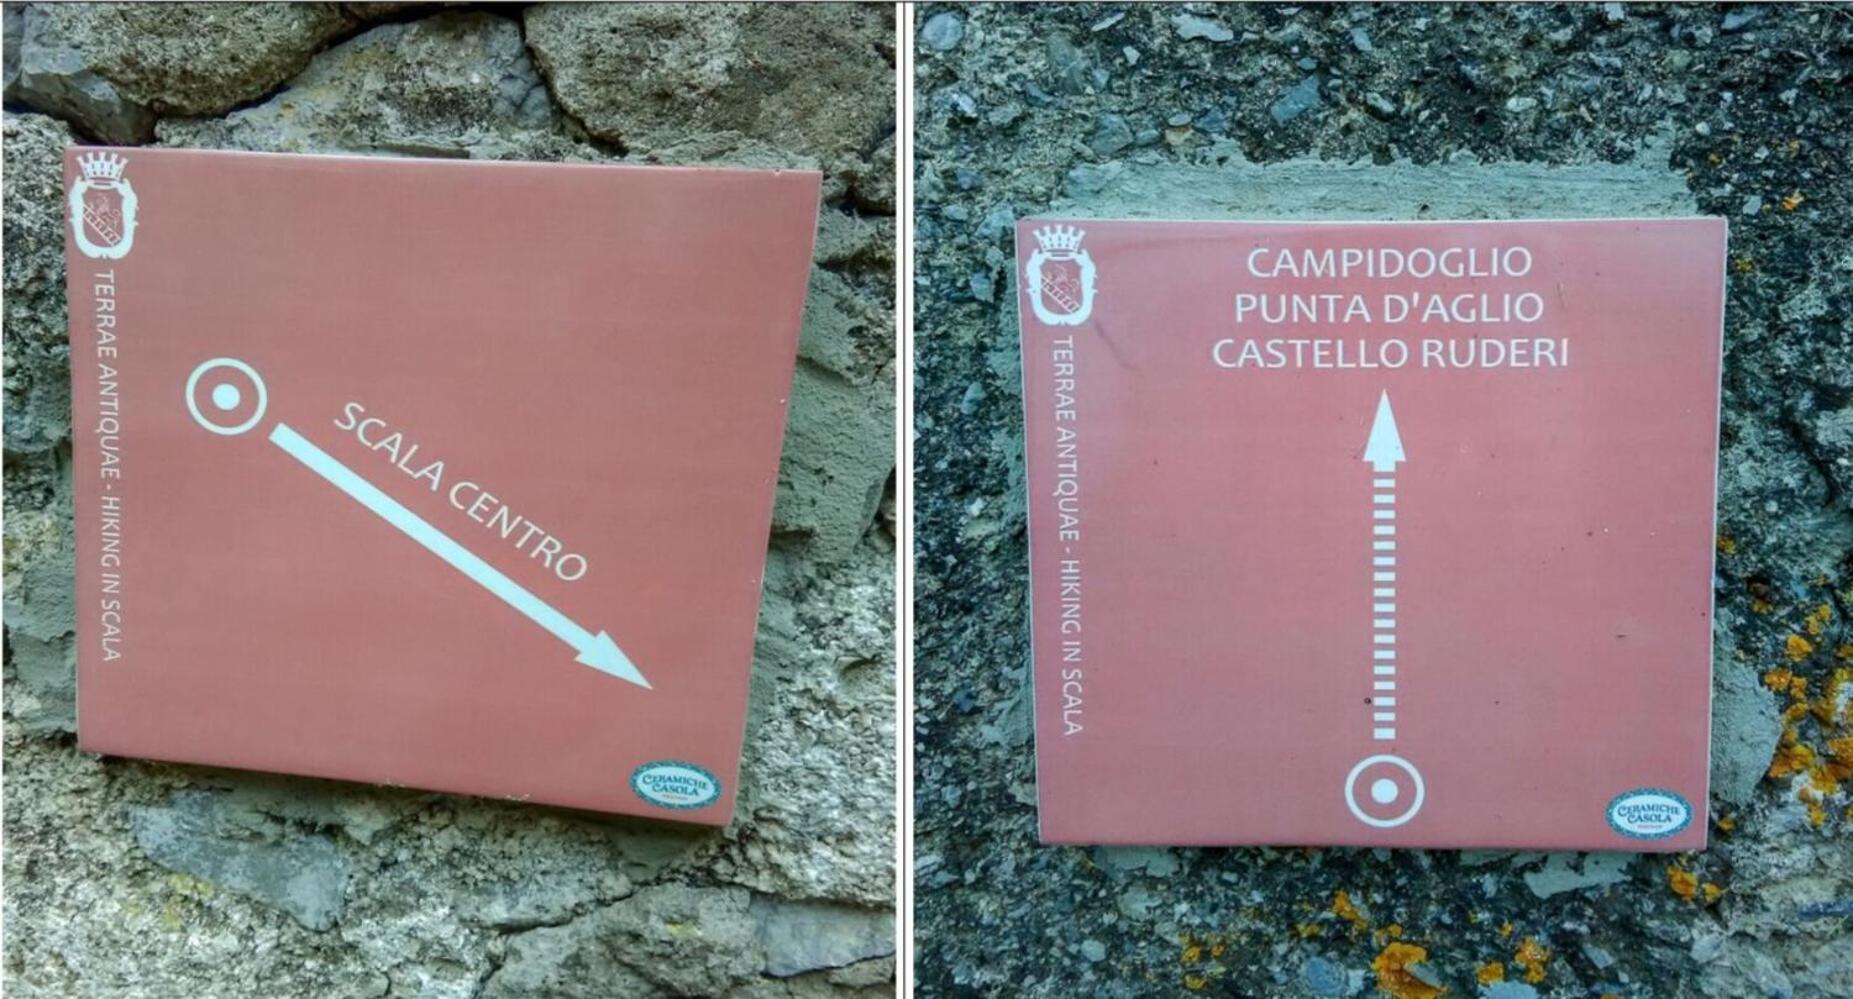 TERRAE ANTIQUAE - HIKING IN SCALA
SCALA CENTRO
CERAMICHE
CASOLA
CAMPIDOGLIO
PUNTA D'AGLIO
CASTELLO RUDERI
TERRAE ANTIQUAE - HIKING IN SCALA
CERAMICHE
CASOLA